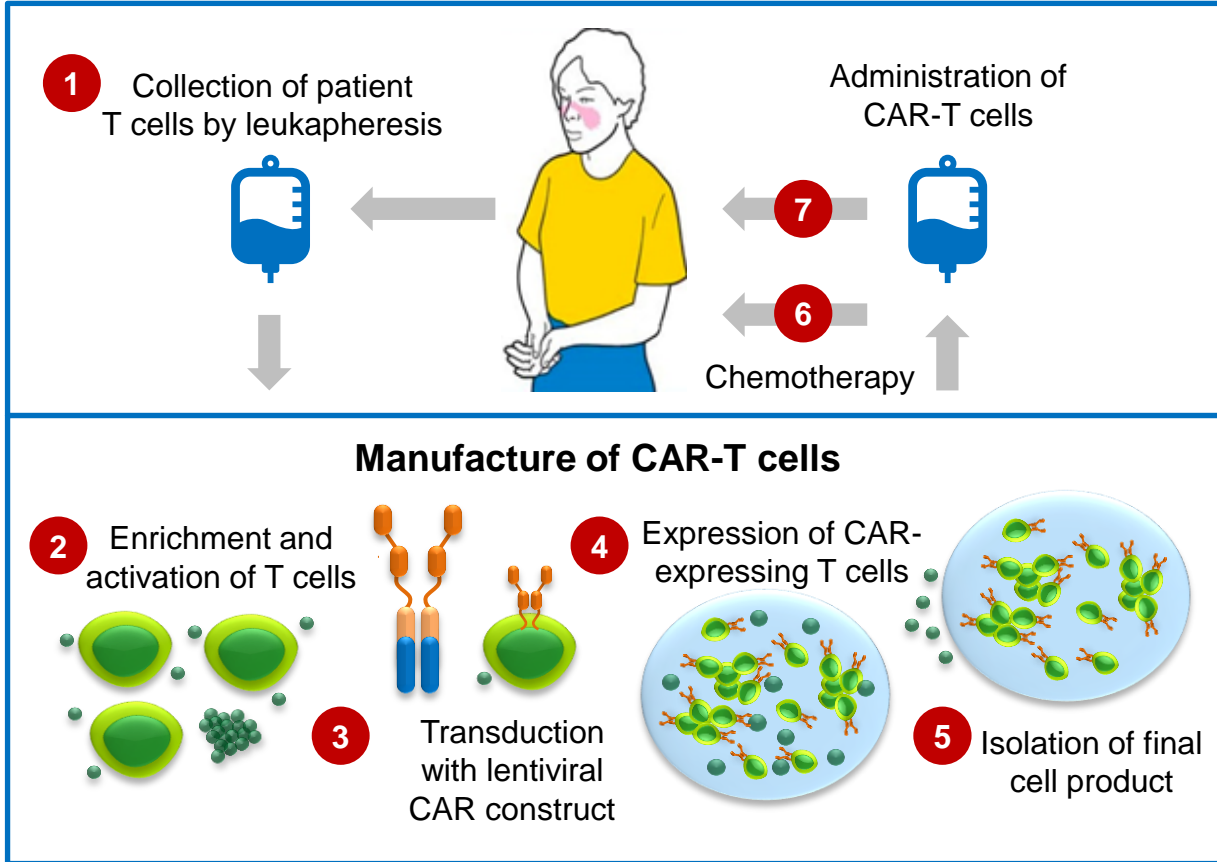 1
Collection of patient
T cells by leukapheresis
Administration of
CAR-T cells
7
6
Chemotherapy
Manufacture of CAR-T cells
2
Enrichment and
activation of T cells
3
Transduction
with lentiviral
CAR construct
4
Expression of CAR-
expressing T cells
5
Isolation of final
cell product